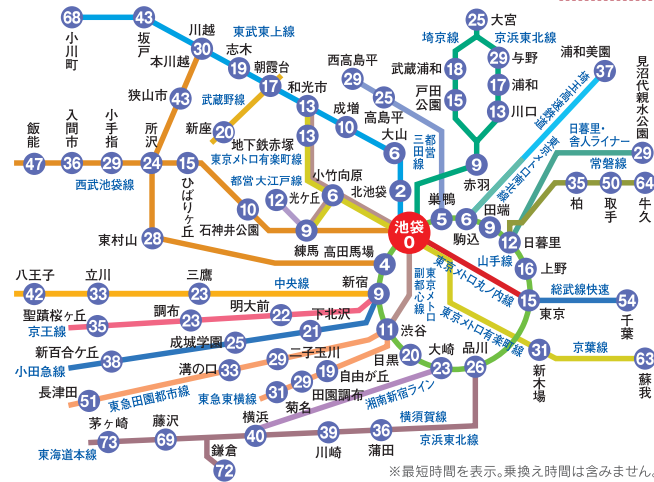 68
小川町
43
坂戸
川越
30
東武東上線
本川越
志木
19
朝霞台
17
和光市
13
成増
10
大山
6
2
西高島平
29
25
高島平
都営三田線
25
大宮
埼京線
京浜東北線
武蔵浦和
18
与野
29
戸田公園
15
浦和
17
川口
13
9
赤羽
浦和美園
37
埼玉高速鉄道
見沼代親水公園
29
日暮里・舎人ライナー
東京メトロ南北線
常磐線
35
柏
50
取手
64
牛久
狭山市
43
武蔵野線
新座
20
地下鉄赤塚
13
東京メトロ有楽町線
小竹向原
6
都営大江戸線
12
光ケ丘
北池袋
飯能
47
入間市
36
小手指
29
所沢
24
15
ひばりヶ丘
西武池袋線
石神井公園
10
練馬
9
東村山
28
高田馬場
4
池袋
0
巣鴨
5
6
駒込
田端
9
12
日暮里
山手線
16
上野
15
東京
総武線快速
54
千葉
東京メトロ丸ノ内線
東京メトロ副都心線
東京メトロ有楽町線
31
新木場
京葉線
63
蘇我
八王子
42
立川
33
三鷹
23
中央線
新宿
9
聖蹟桜ヶ丘
35
調布
23
明大前
22
京王線
下北沢
21
新百合ケ丘
38
成城学園
25
小田急線
渋谷
11
長津田
51
溝の口
33
二子玉川
29
東急田園都市線
東急東横線
31
菊名
29
田園調布
19
自由が丘
目黒
20
大崎
23
品川
26
湘南新宿ライン
茅ヶ崎
73
藤沢
69
横浜
40
39
川崎
36
蒲田
横須賀線
京浜東北線
東海道本線
鎌倉
72
※最短時間を表示。乗換え時間は含みません。